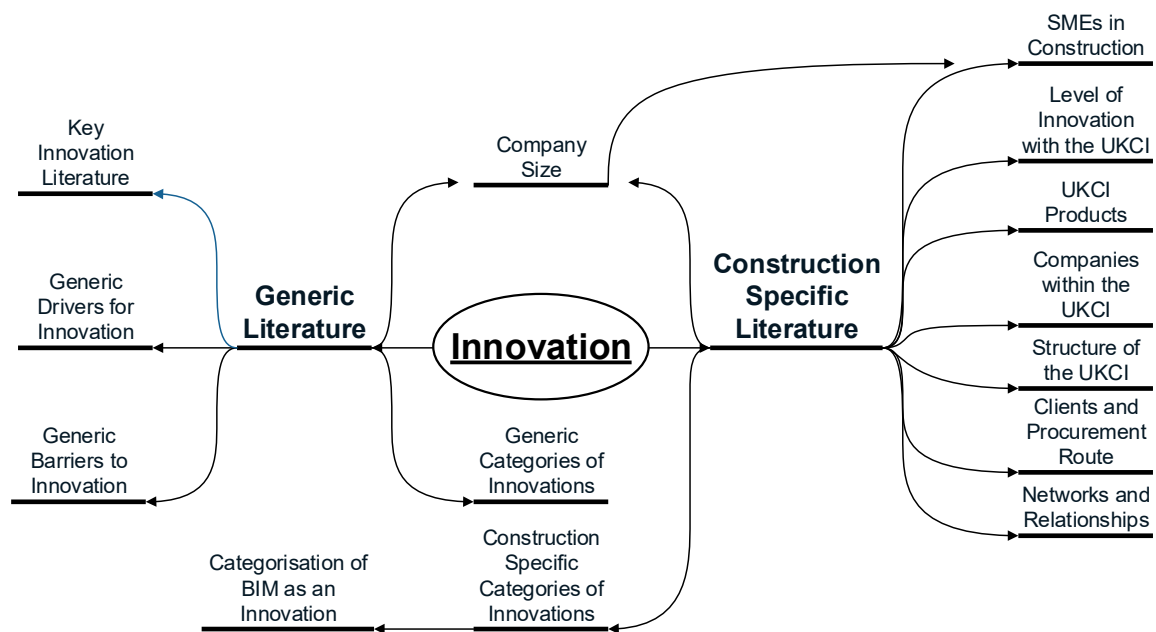 SMEs in
Construction
Level of
Innovation
with the UKCI
Key
Innovation
Literature
Company
Size
UKCI
Products
Generic
Drivers for
Innovation
Generic
Literature
Innovation
Construction
Specific
Literature
Companies
within the
UKCI
Structure of
the UKCI
Generic
Barriers to
Innovation
Generic
Categories of
Innovations
Clients and
Procurement
Route
Networks and
Relationships
Categorisation of
BIM as an
Innovation
Construction
Specific
Categories of
Innovations